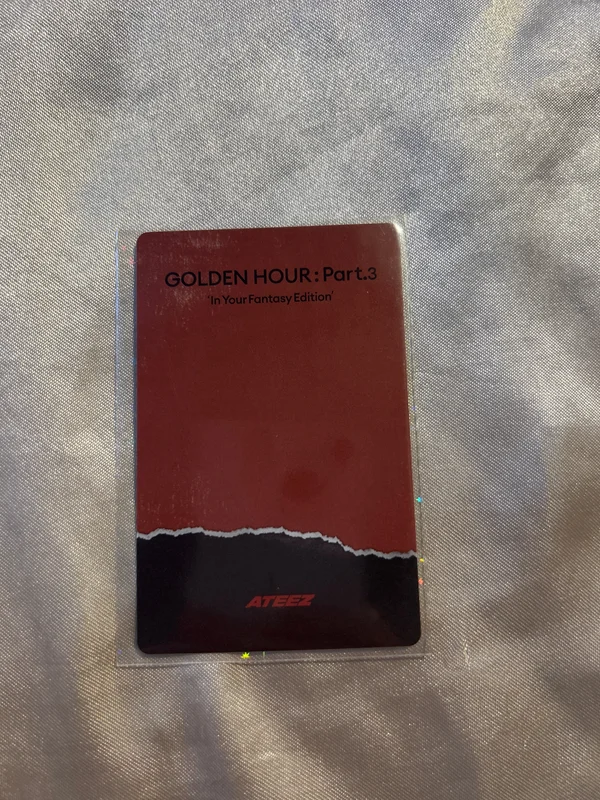 GOLDEN HOUR : Part.3
'In Your Fantasy Edition'
ATEEZ